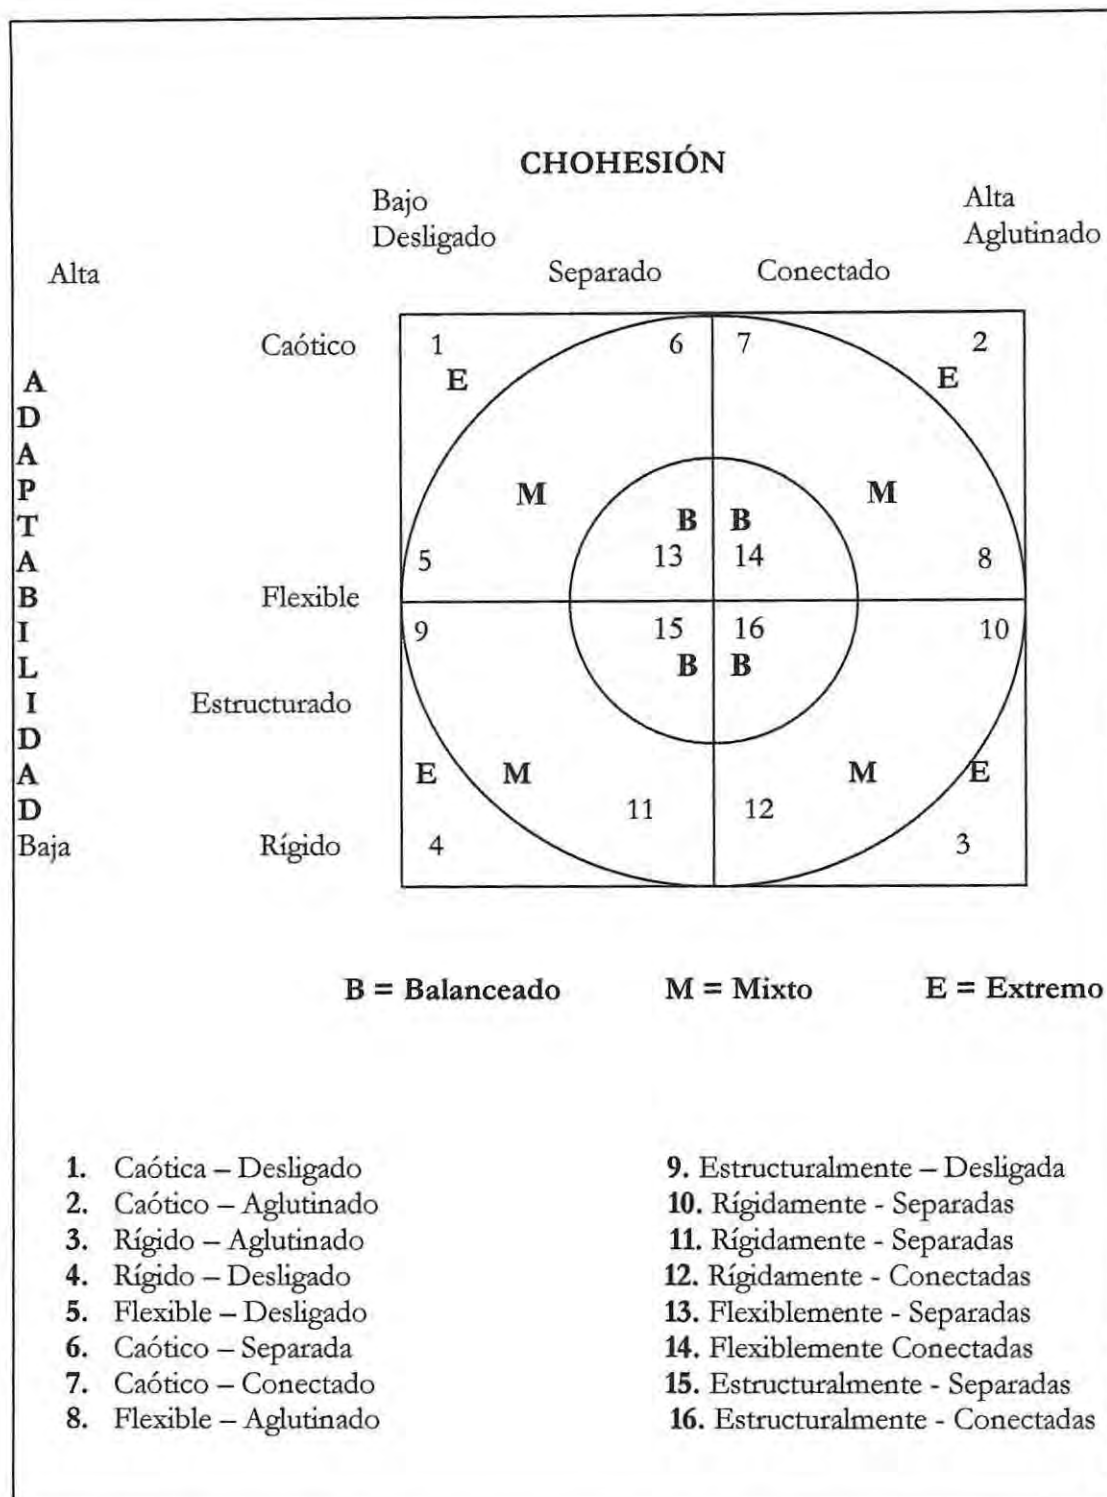 CHOHESIÓN
Bajo Alta
Desligado Aglutinado
Alta Separado Conectado
Caótico 1 6 7 2
E E
M M
B B
5 13 14 8
Flexible
9 15 16 10
B B
Estructurado
E M M E
11 12
Baja Rígido 4 3
A
D
A
P
T
A
B
I
L
I
D
A
D
B = Balanceado M = Mixto E = Extremo
1. Caótica – Desligado
2. Caótico – Aglutinado
3. Rígido – Aglutinado
4. Rígido – Desligado
5. Flexible – Desligado
6. Caótico – Separada
7. Caótico – Conectado
8. Flexible – Aglutinado
9. Estructuralmente – Desligada
10. Rígidamente - Separadas
11. Rígidamente - Separadas
12. Rígidamente - Conectadas
13. Flexiblemente - Separadas
14. Flexiblemente Conectadas
15. Estructuralmente - Separadas
16. Estructuralmente - Conectadas